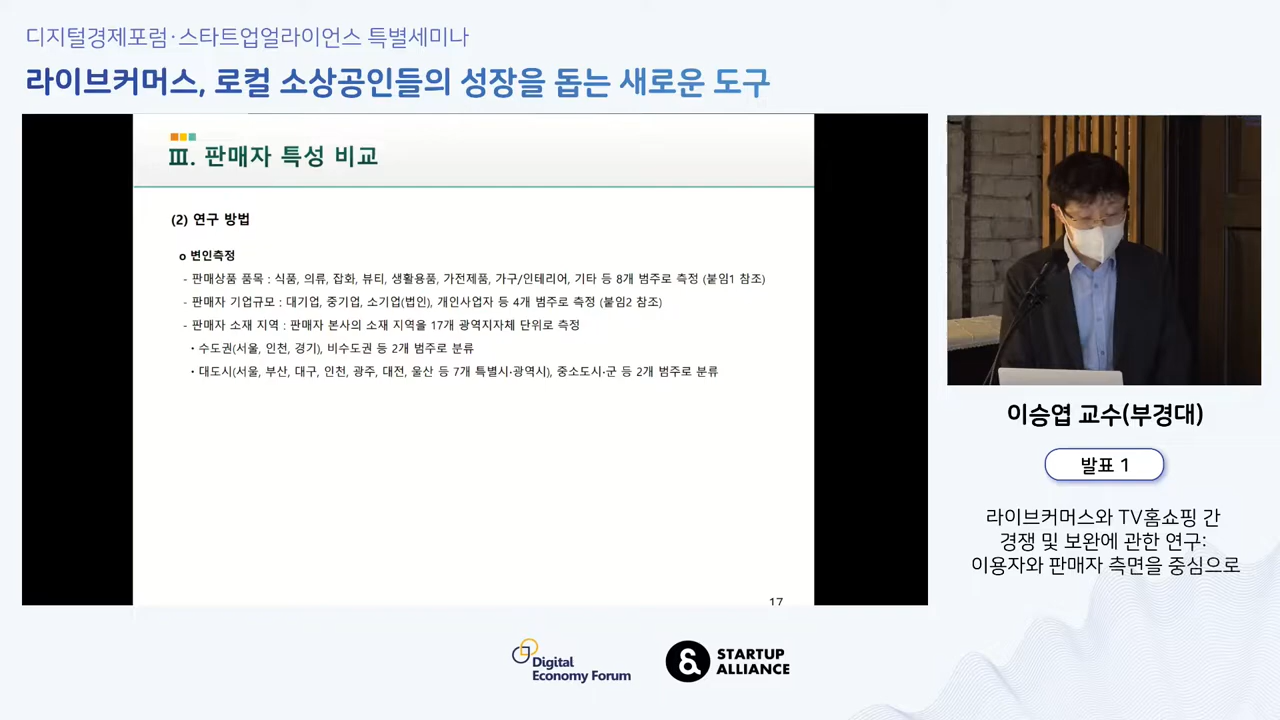 디지털경제포럼·스타트업얼라이언스 특별세미나
라이브커머스, 로컬 소상공인들의 성장을 돕는 새로운 도구
Ⅲ. 판매자 특성 비교
(2) 연구 방법
o 변인측정
- 판매상품 품목 : 식품, 의류, 잡화, 뷰티, 생활용품, 가전제품, 가구/인테리어, 기타 등 8개 범주로 측정 (붙임1 참조)
- 판매자 기업규모 : 대기업, 중기업, 소기업(법인), 개인사업자 등 4개 범주로 측정 (붙임2 참조)
- 판매자 소재 지역 : 판매자 본사의 소재 지역을 17개 광역지자체 단위로 측정
• 수도권(서울, 인천, 경기), 비수도권 등 2개 범주로 분류
• 대도시(서울, 부산, 대구, 인천, 광주, 대전, 울산 등 7개 특별시·광역시), 중소도시·군 등 2개 범주로 분류
17
이승엽 교수(부경대)
발표 1
라이브커머스와 TV홈쇼핑 간
경쟁 및 보완에 관한 연구:
이용자와 판매자 측면을 중심으로
Digital
Economy Forum
&
STARTUP
ALLIANCE